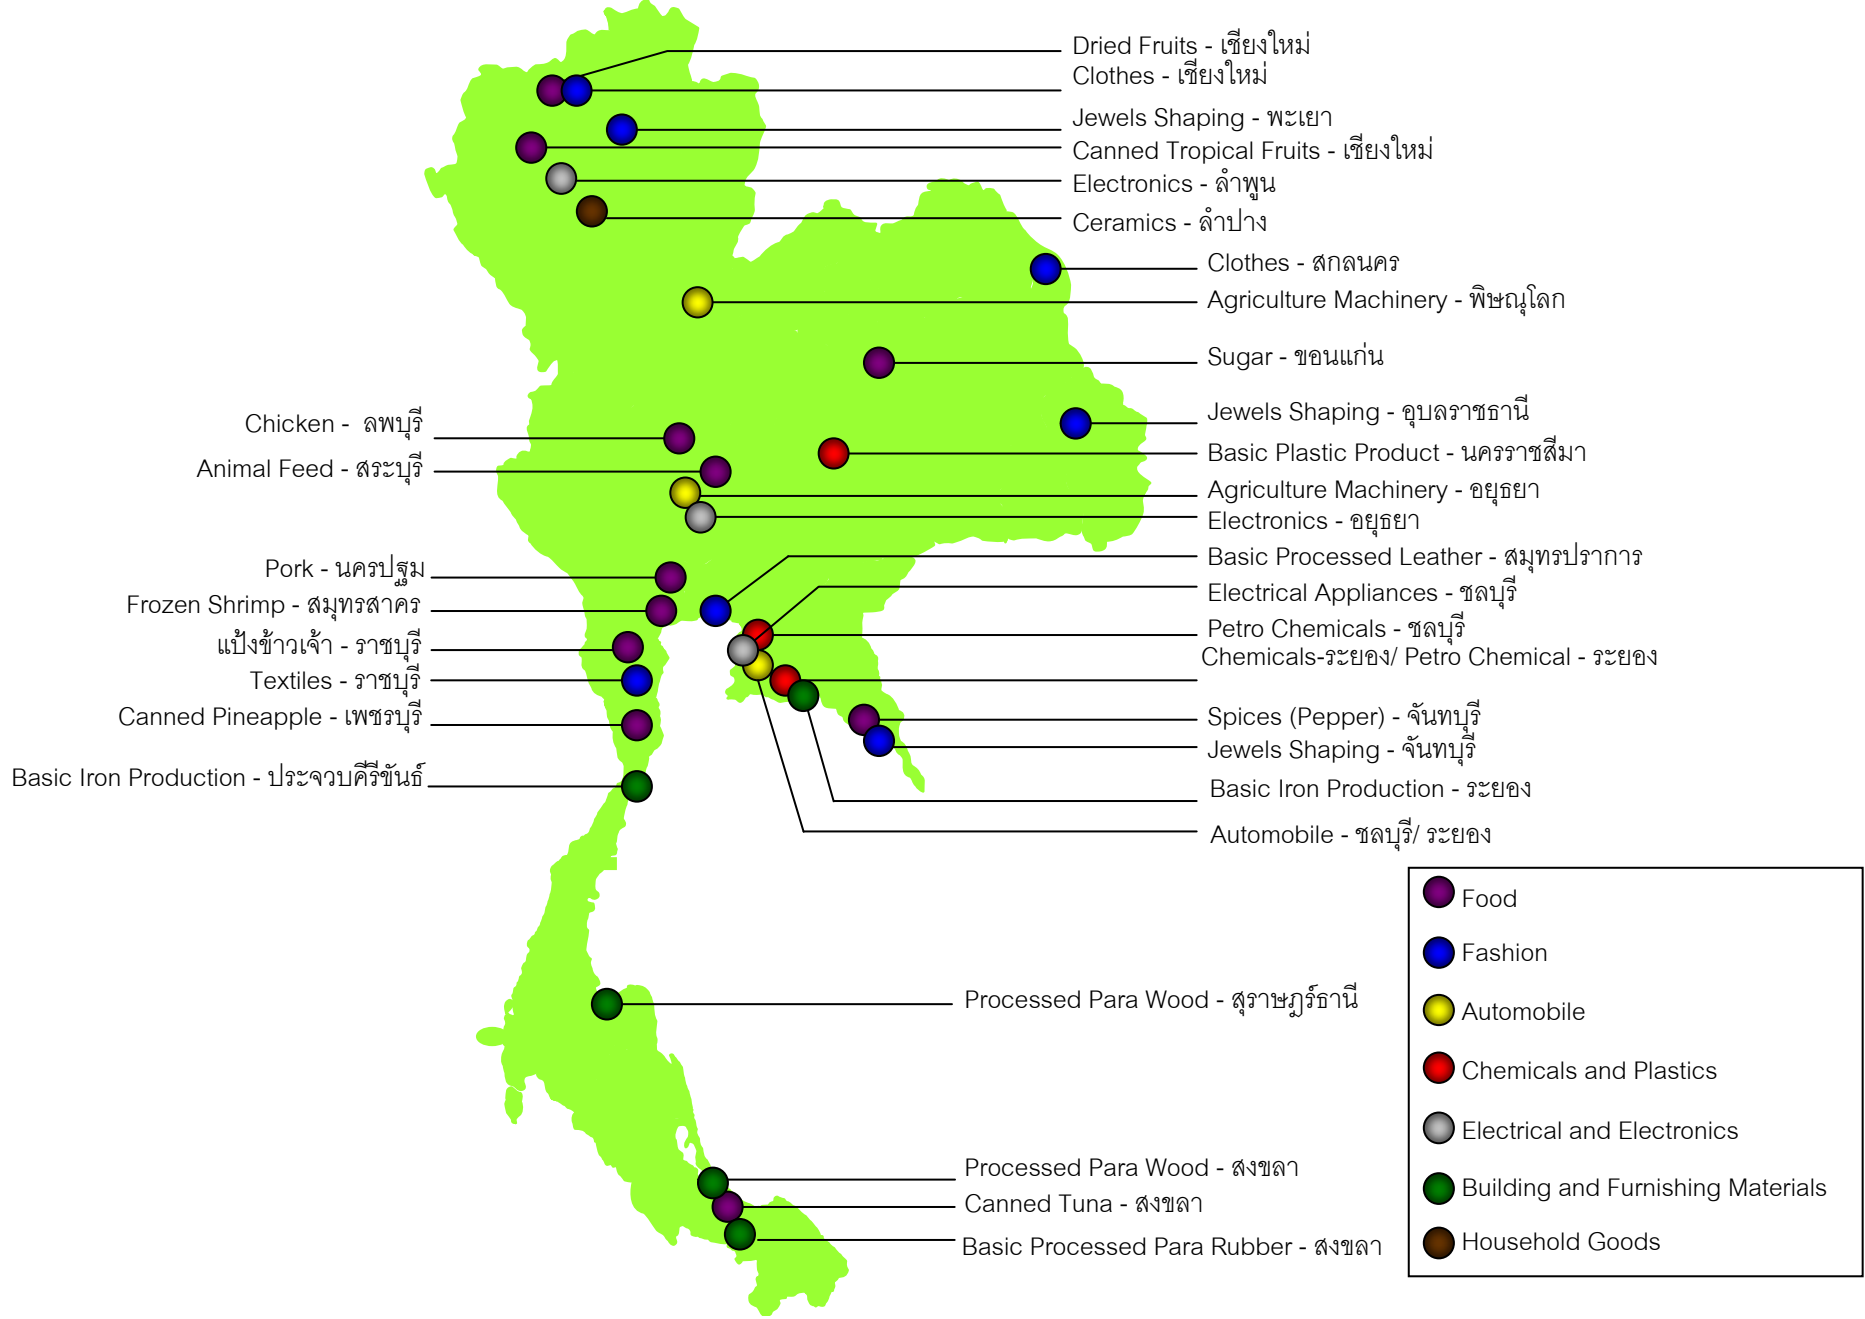 Dried Fruits - เชียงใหม่
Clothes - เชียงใหม่
Jewels Shaping - พะเยา
Canned Tropical Fruits - เชียงใหม่
Electronics - ลำพูน
Ceramics - ลำปาง
Clothes - สกลนคร
Agriculture Machinery - พิษณุโลก
Sugar - ขอนแก่น
Jewels Shaping - อุบลราชธานี
Basic Plastic Product - นครราชสีมา
Agriculture Machinery - อยุธยา
Electronics - อยุธยา
Basic Processed Leather - สมุทรปราการ
Electrical Appliances - ชลบุรี
Petro Chemicals - ชลบุรี
Chemicals-ระยอง/ Petro Chemical - ระยอง
Spices (Pepper) - จันทบุรี
Jewels Shaping - จันทบุรี
Basic Iron Production - ระยอง
Automobile - ชลบุรี/ ระยอง
Chicken - ลพบุรี
Animal Feed - สระบุรี
Pork - นครปฐม
Frozen Shrimp - สมุทรสาคร
แป้งข้าวเจ้า - ราชบุรี
Textiles - ราชบุรี
Canned Pineapple - เพชรบุรี
Basic Iron Production - ประจวบคีรีขันธ์
Processed Para Wood - สุราษฎร์ธานี
Processed Para Wood - สงขลา
Canned Tuna - สงขลา
Basic Processed Para Rubber - สงขลา
Food
Fashion
Automobile
Chemicals and Plastics
Electrical and Electronics
Building and Furnishing Materials
Household Goods